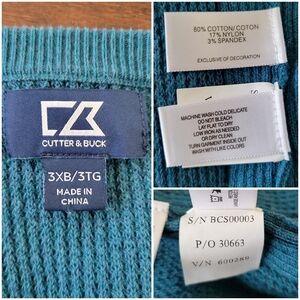 CUTTER & BUCK
3XB/3TG
MADE IN
CHINA
80% COTTON/COTON
17% NYLON
3% SPANDEX
EXCLUSIVE OF DECORATION
MACHINE WASH COLD DELICATE
DO NOT BLEACH
LAY FLAT TO DRY
LOW IRON AS NEEDED
OR DRY CLEAN
TURN GARMENT INSIDE OUT
WASH WITH LIKE COLORS
S/N BCS00003
P/O 30663
V/N 600289